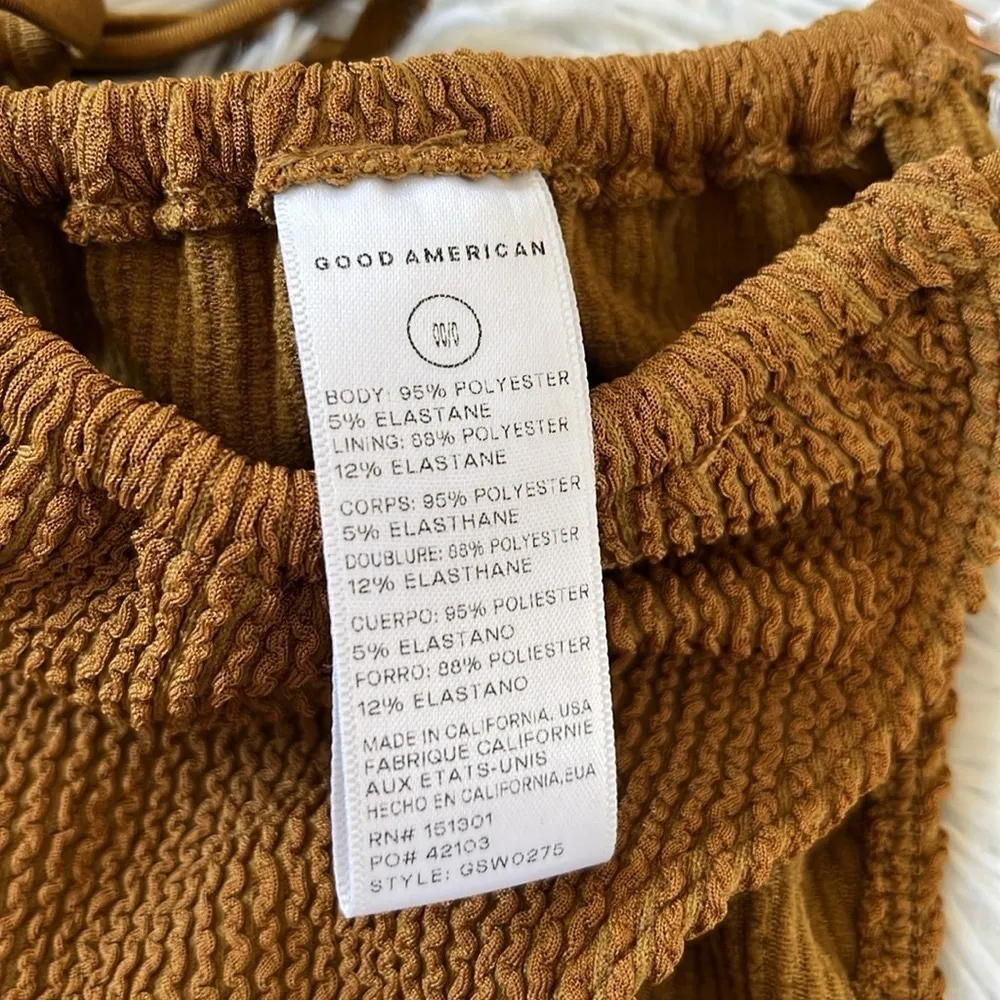 GOOD AMERICAN
00/0
BODY: 95% POLYESTER
5% ELASTANE
LINING: 88% POLYESTER
12% ELASTANE
CORPS: 95% POLYESTER
5% ELASTHANE
DOUBLURE: 88% POLYESTER
12% ELASTHANE
CUERPO: 95% POLIESTER
5% ELASTANO
FORRO: 88% POLIESTER
12% ELASTANO
MADE IN CALIFORNIA, USA
FABRIQUE CALIFORNIE
AUX ETATS-UNIS
HECHO EN CALIFORNIA,EUA
RN# 151301
PO# 42103
STYLE: GSW0275